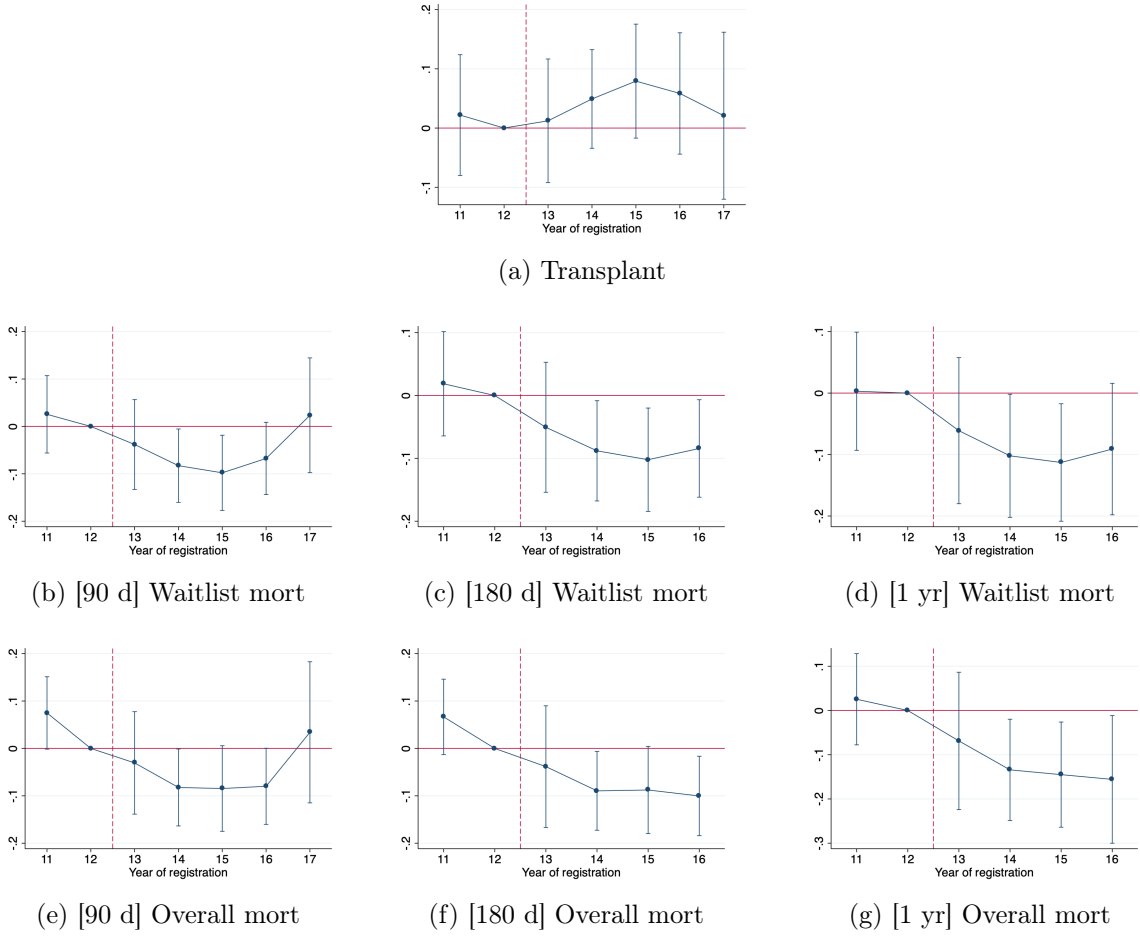 .2
.1
0
-.1
11 12 13 14 15 16 17
Year of registration
(a) Transplant
.2
.1
0
-.1
-.2
11 12 13 14 15 16 17
Year of registration
(b) [90 d] Waitlist mort
.1
0
-.1
-.2
11 12 13 14 15 16
Year of registration
(c) [180 d] Waitlist mort
.1
0
-.1
-.2
11 12 13 14 15 16
Year of registration
(d) [1 yr] Waitlist mort
.2
.1
0
-.1
-.2
11 12 13 14 15 16 17
Year of registration
(e) [90 d] Overall mort
.2
.1
0
-.1
-.2
11 12 13 14 15 16
Year of registration
(f) [180 d] Overall mort
.1
0
-.1
-.2
-.3
11 12 13 14 15 16
Year of registration
(g) [1 yr] Overall mort